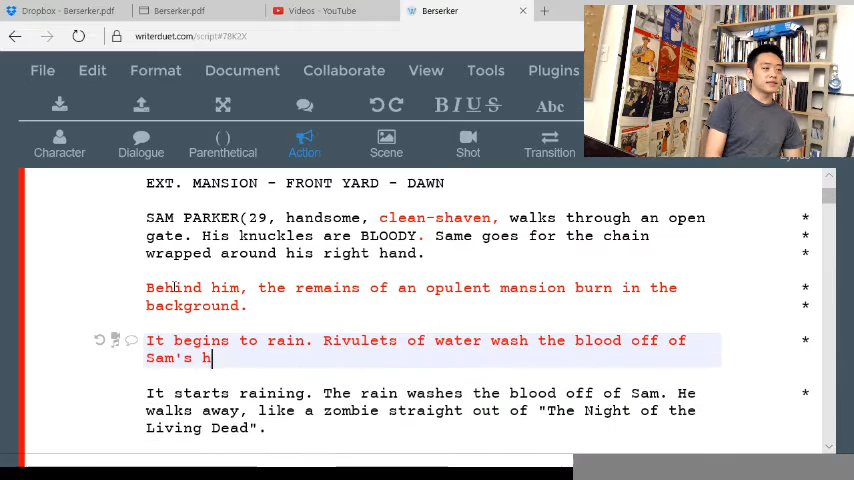 Dropbox - Berserker.pdf
Berserker.pdf
Videos - YouTube
Berserker
writerduet.com/script#78K2X
File Edit Format Document Collaborate View Tools Plugins
B I U S Abc
Character Dialogue Parenthetical Action Scene Shot Transition
EXT. MANSION - FRONT YARD - DAWN
SAM PARKER(29, handsome, clean-shaven, walks through an open *
gate. His knuckles are BLOODY. Same goes for the chain *
wrapped around his right hand. *
Behind him, the remains of an opulent mansion burn in the *
background. *
It begins to rain. Rivulets of water wash the blood off of *
Sam's h
It starts raining. The rain washes the blood off of Sam. He *
walks away, like a zombie straight out of "The Night of the
Living Dead".